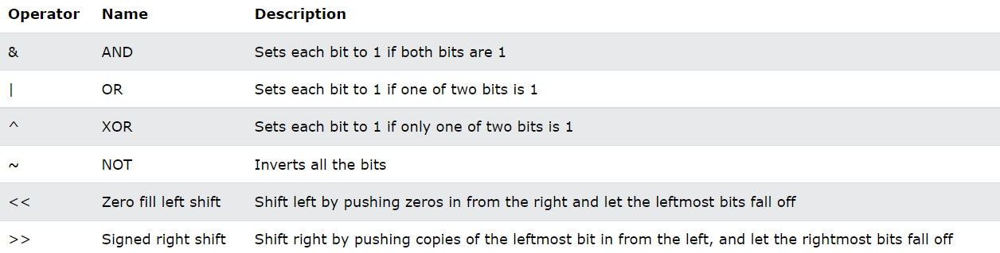 Operator Name Description
& AND Sets each bit to 1 if both bits are 1
| OR Sets each bit to 1 if one of two bits is 1
^ XOR Sets each bit to 1 if only one of two bits is 1
~ NOT Inverts all the bits
<< Zero fill left shift Shift left by pushing zeros in from the right and let the leftmost bits fall off
>> Signed right shift Shift right by pushing copies of the leftmost bit in from the left, and let the rightmost bits fall off